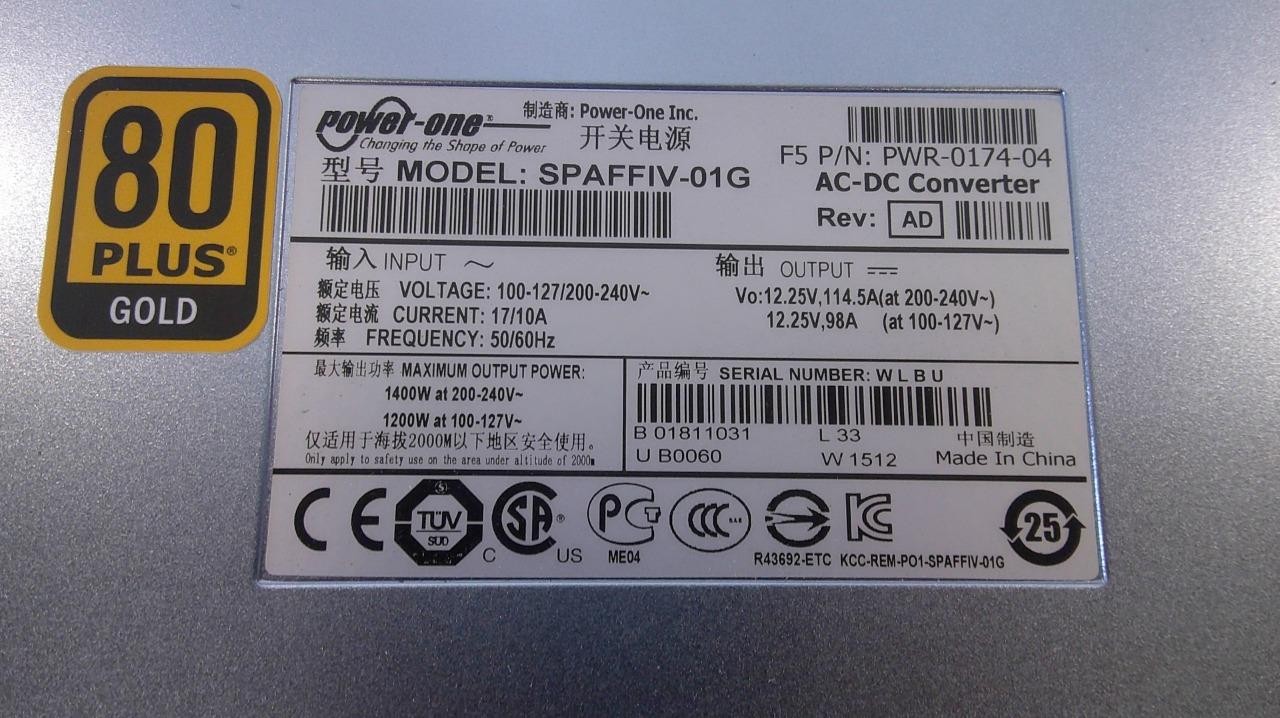 80
PLUS®
GOLD
power-one®
Changing the Shape of Power
制造商: Power-One Inc.
开关电源
型号 MODEL: SPAFFIV-01G
F5 P/N: PWR-0174-04
AC-DC Converter
Rev: AD
输入 INPUT ～
额定电压 VOLTAGE: 100-127/200-240V~
额定电流 CURRENT: 17/10A
频率 FREQUENCY: 50/60Hz
输出 OUTPUT ⎓
Vo:12.25V,114.5A(at 200-240V~)
12.25V,98A (at 100-127V~)
最大输出功率 MAXIMUM OUTPUT POWER:
1400W at 200-240V~
1200W at 100-127V~
仅适用于海拔2000M以下地区安全使用。
Only apply to safety use on the area under altitude of 2000m
产品编号 SERIAL NUMBER: W L B U
B 01811031 L 33 中国制造
U B0060 W 1512 Made In China
CE TÜV SUD C SA® US PCT CCC S&E KC 25
ME04 R43692-ETC KCC-REM-PO1-SPAFFIV-01G